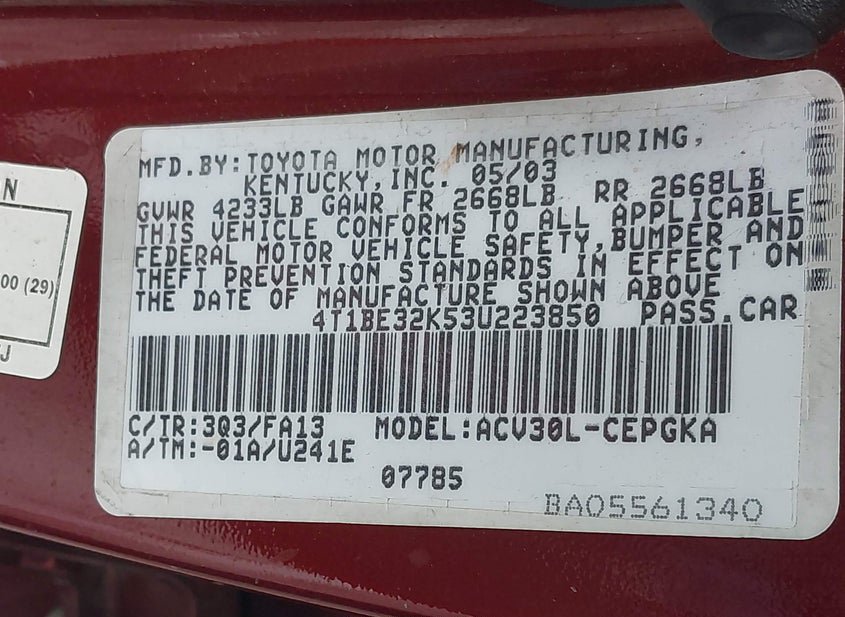 MFD.BY:TOYOTA MOTOR MANUFACTURING,
KENTUCKY,INC. 05/03
GVWR 4233LB GAWR FR 2668LB RR 2668LB
THIS VEHICLE CONFORMS TO ALL APPLICABLE
FEDERAL MOTOR VEHICLE SAFETY,BUMPER AND
THEFT PREVENTION STANDARDS IN EFFECT ON
THE DATE OF MANUFACTURE SHOWN ABOVE
4T1BE32K53U223850 PASS.CAR
C/TR:3Q3/FA13 MODEL:ACV30L-CEPGKA
A/TM:-01A/U241E
07785
BA05561340
N
00 (29)
J